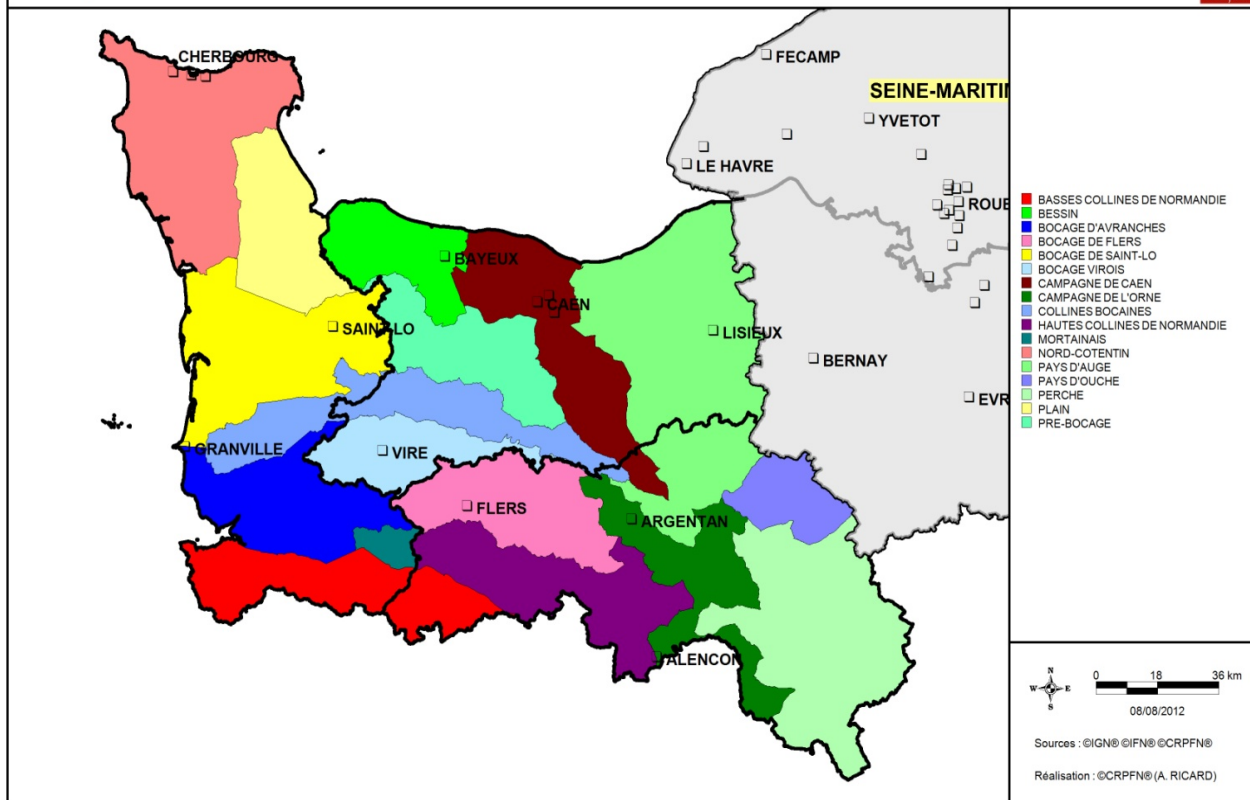 CHERBOURG
FECAMP
SEINE-MARITI
YVETOT
LE HAVRE
ROUE
BAYEUX
CAEN
SAINT-LO
LISIEUX
BERNAY
EVR
GRANVILLE
VIRE
FLERS
ARGENTAN
ALENCON
BASSES COLLINES DE NORMANDIE
BESSIN
BOCAGE D'AVRANCHES
BOCAGE DE FLERS
BOCAGE DE SAINT-LO
BOCAGE VIROIS
CAMPAGNE DE CAEN
CAMPAGNE DE L'ORNE
COLLINES BOCAINES
HAUTES COLLINES DE NORMANDIE
MORTAINAIS
NORD-COTENTIN
PAYS D'AUGE
PAYS D'OUCHE
PERCHE
PLAIN
PRE-BOCAGE
N
W E
S
0 18 36 km
08/08/2012
Sources : ©IGN® ©IFN® ©CRPFN®
Réalisation : ©CRPFN® (A. RICARD)